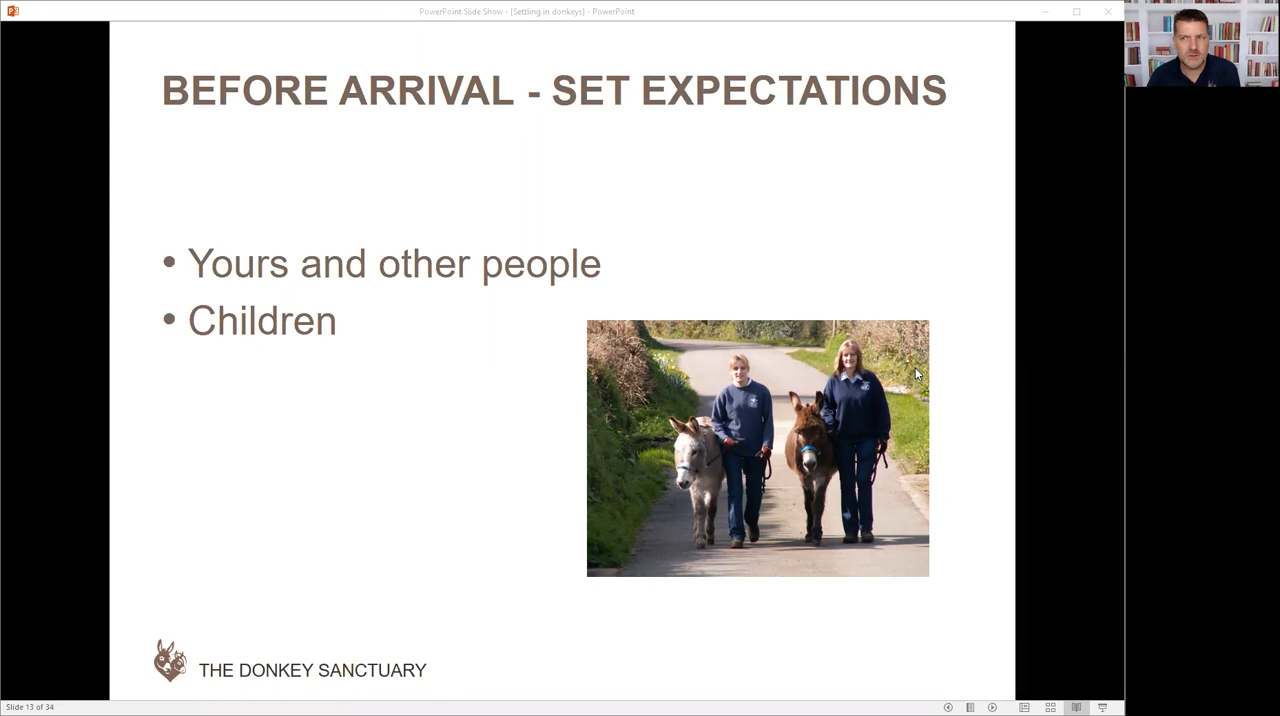 PowerPoint Slide Show - [Settling in donkeys] - PowerPoint
BEFORE ARRIVAL - SET EXPECTATIONS
• Yours and other people
• Children
THE DONKEY SANCTUARY
Slide 13 of 34